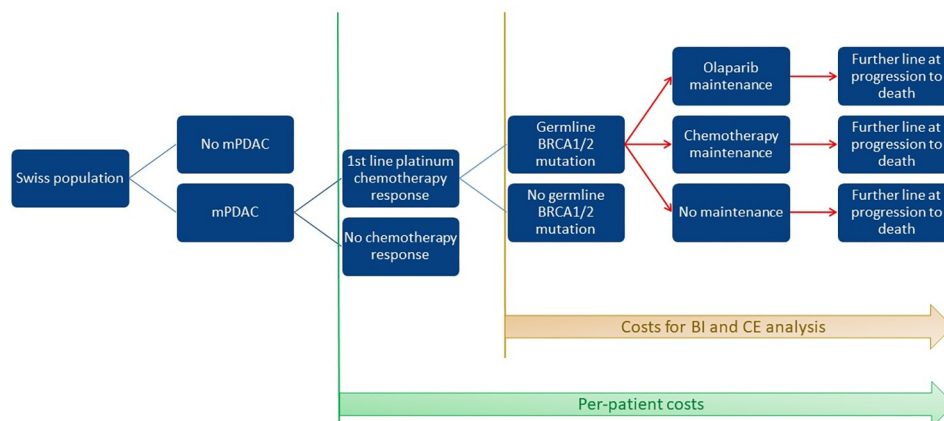 Swiss population
No mPDAC
mPDAC
1st line platinum
chemotherapy
response
No chemotherapy
response
Germline
BRCA1/2
mutation
No germline
BRCA1/2
mutation
Olaparib
maintenance
Chemotherapy
maintenance
No maintenance
Further line at
progression to
death
Further line at
progression to
death
Further line at
progression to
death
Costs for BI and CE analysis
Per-patient costs